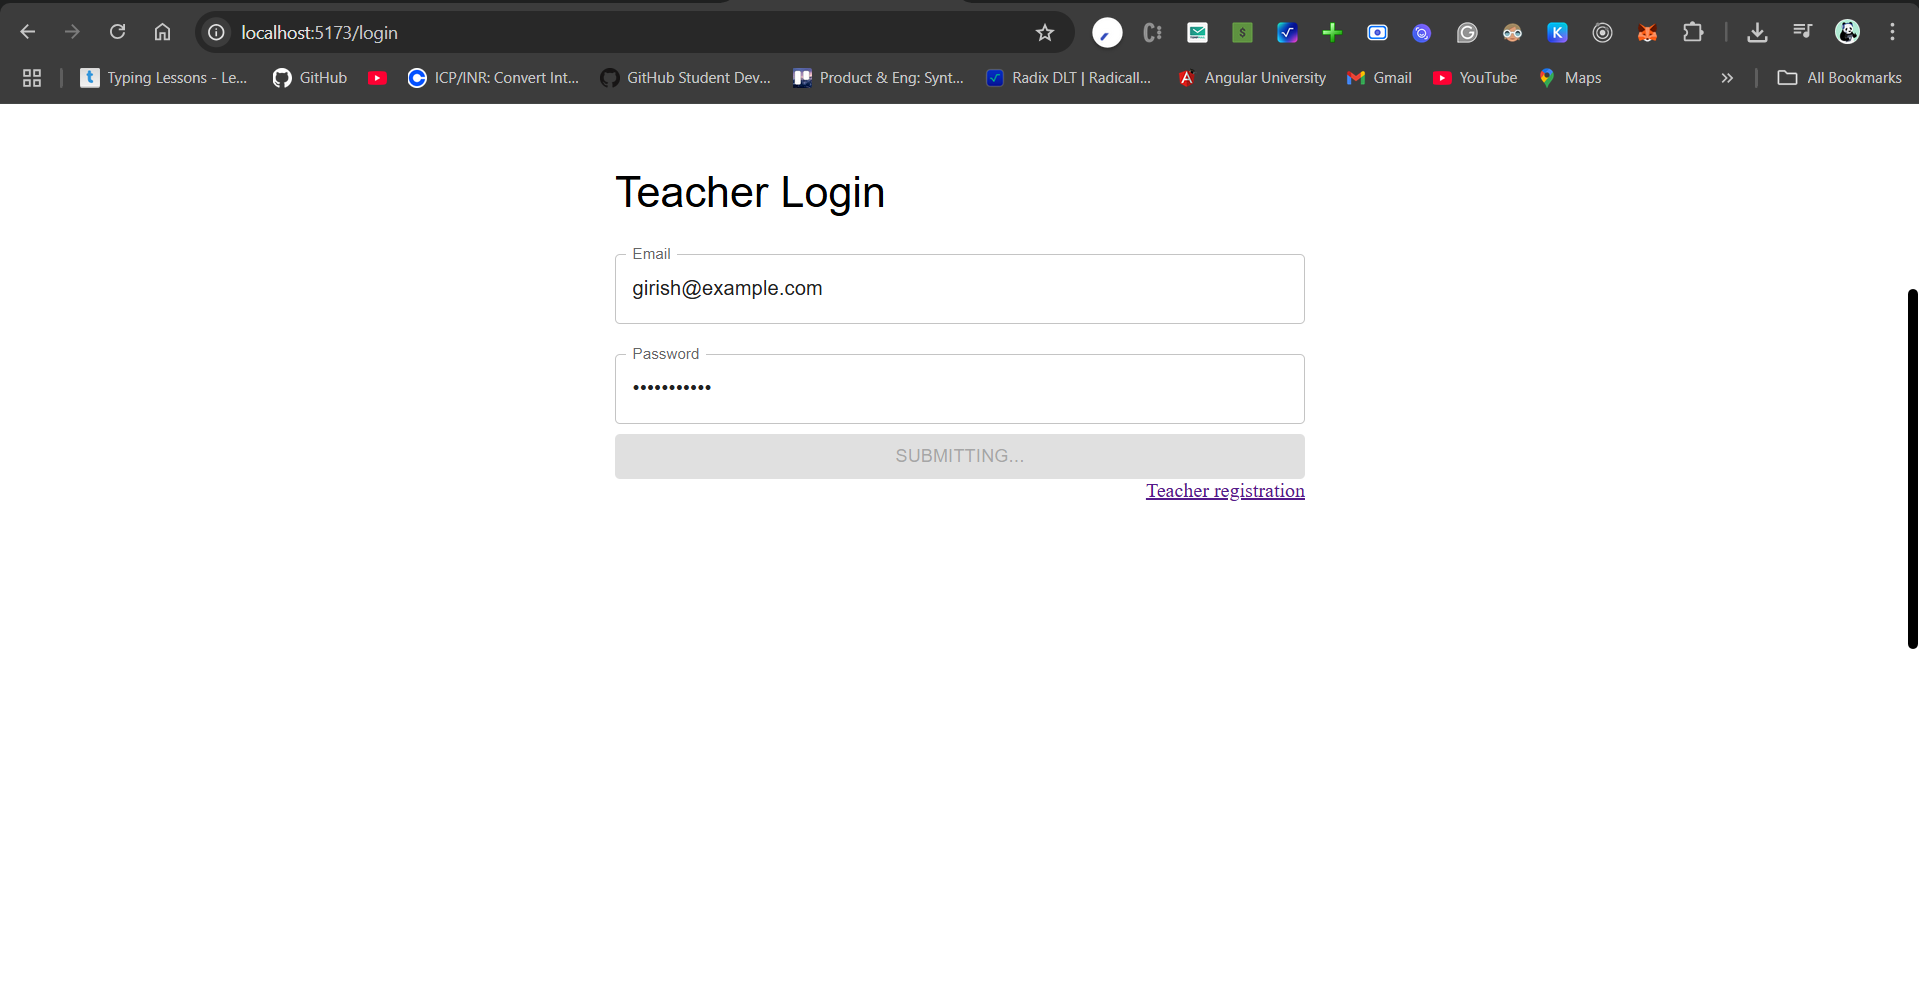 localhost:5173/login
Typing Lessons - Le... GitHub ICP/INR: Convert Int... GitHub Student Dev... Product & Eng: Synt... Radix DLT | Radicall... Angular University Gmail YouTube Maps » All Bookmarks
Teacher Login
Email
girish@example.com
Password
•••••••••••
SUBMITTING...
Teacher registration